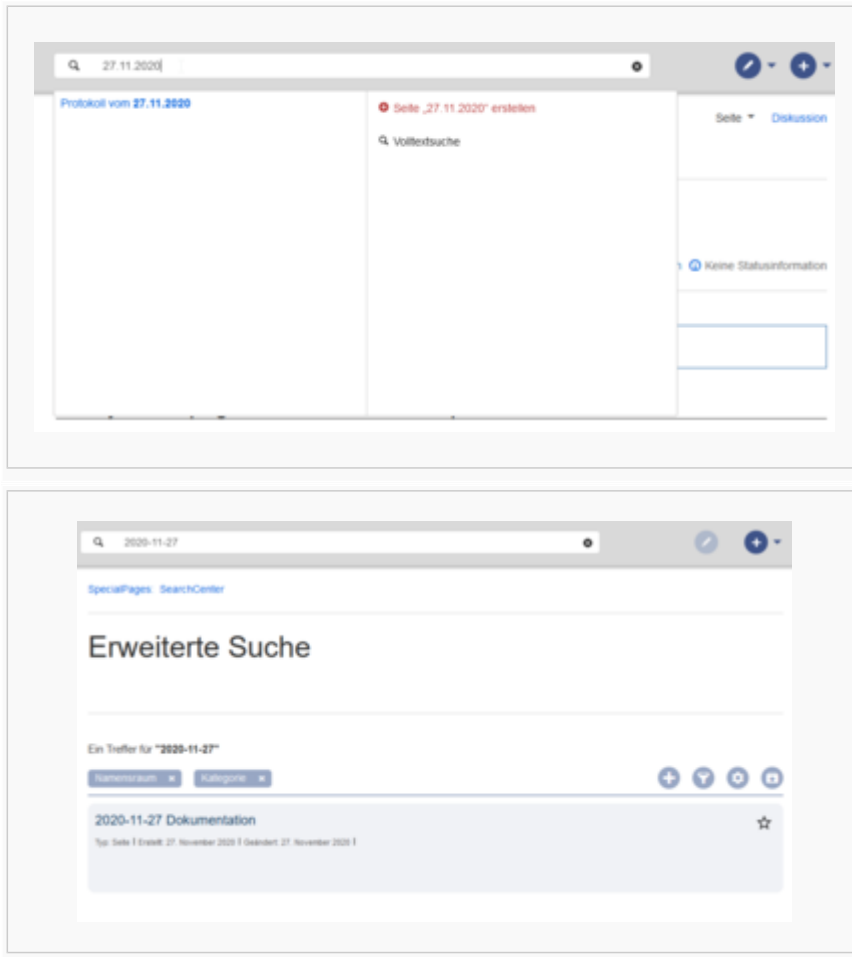 27.11.2020
Protokoll vom 27.11.2020
Seite „27.11.2020“ erstellen
Volltextsuche
Seite
Diskussion
Keine Statusinformation
2020-11-27
SpecialPages: SearchCenter
Erweiterte Suche
Ein Treffer für "2020-11-27"
Namensraum
Kategorie
2020-11-27 Dokumentation
Typ: Seite | Erstellt: 27. November 2020 | Geändert: 27. November 2020 |